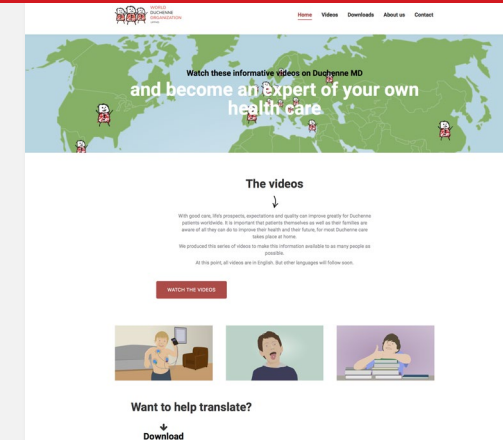 WORLD
DUCHENNE
ORGANIZATION
Home Videos Downloads About us Contact
Watch these informative videos on Duchenne MD
and become an expert of your own
health care
The videos
With good care, life's prospects, expectations and quality can improve greatly for Duchenne
patients worldwide. It is important that patients themselves as well as their families are
aware of all they can do to improve their health and their future, for most Duchenne care
takes place at home.
We produced this series of videos to make this information available to as many people as
possible.
At this point, all videos are in English. But other languages will follow soon.
WATCH THE VIDEOS
Want to help translate?
Download